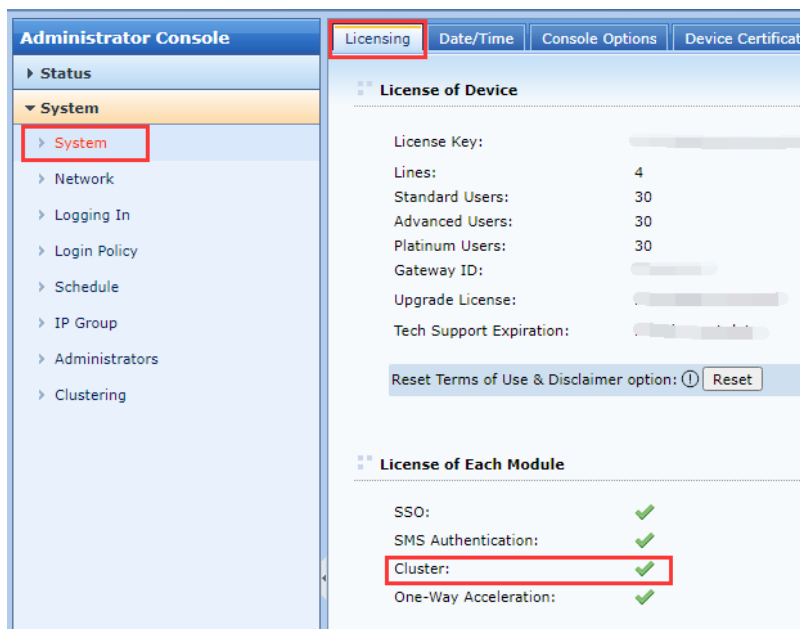 Administrator Console
Status
System
System
Network
Logging In
Login Policy
Schedule
IP Group
Administrators
Clustering
Licensing Date/Time Console Options Device Certificat
License of Device
License Key:
Lines: 4
Standard Users: 30
Advanced Users: 30
Platinum Users: 30
Gateway ID:
Upgrade License:
Tech Support Expiration:
Reset Terms of Use & Disclaimer option: Reset
License of Each Module
SSO:
SMS Authentication:
Cluster:
One-Way Acceleration: